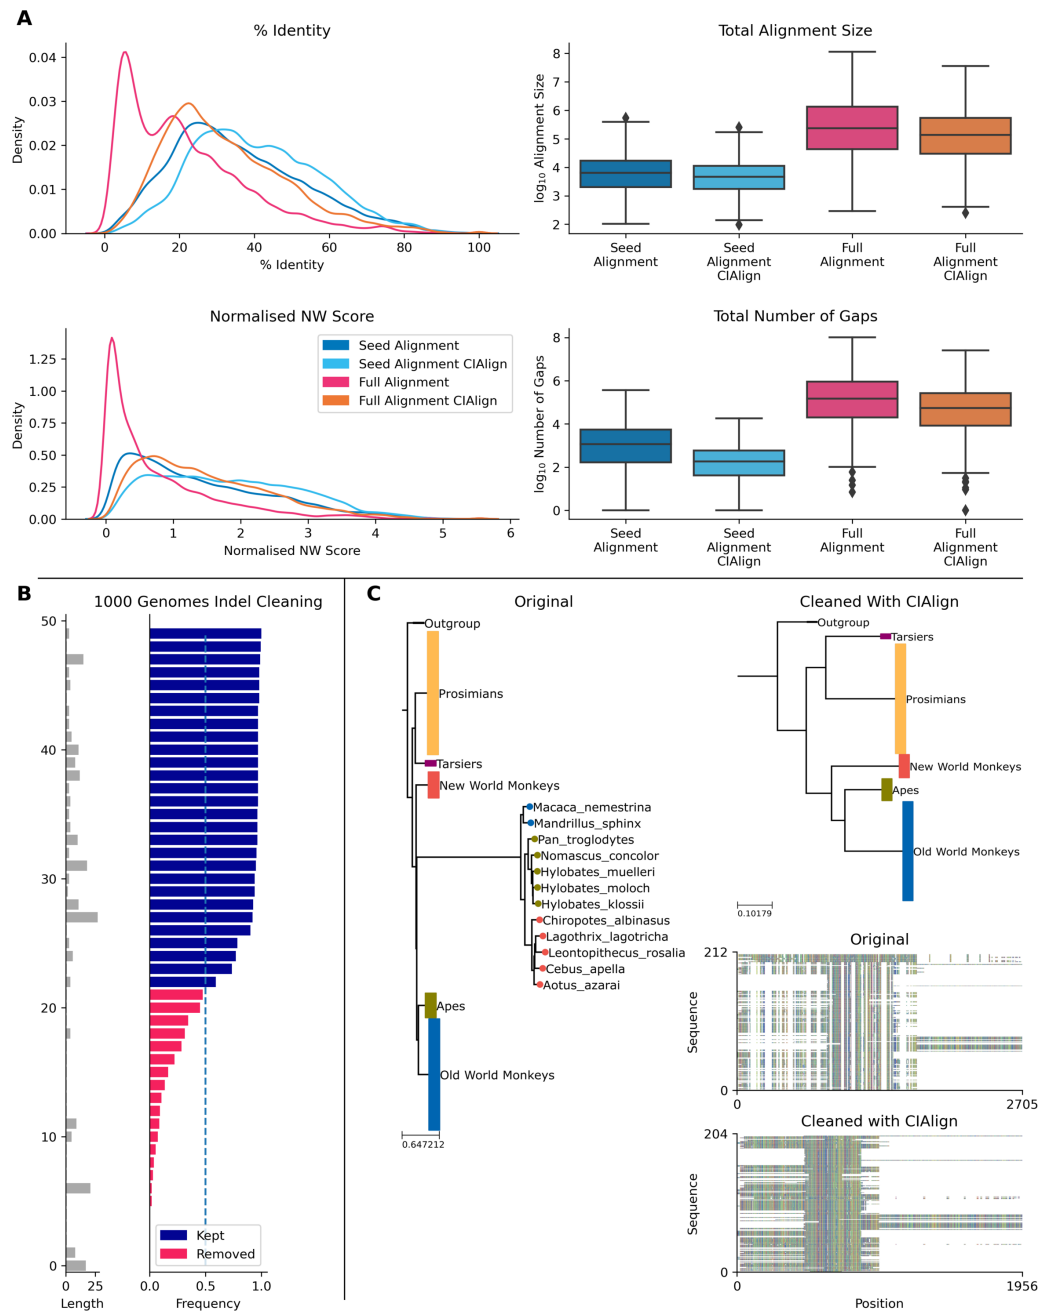 A
% Identity
0.04
0.03
0.02
0.01
0.00
Density
0 20 40 60 80 100
% Identity
Total Alignment Size
8
7
6
5
4
3
2
log10 Alignment Size
Seed Alignment
Seed Alignment CIAlign
Full Alignment
Full Alignment CIAlign
Normalised NW Score
1.25
1.00
0.75
0.50
0.25
0.00
Density
0 1 2 3 4 5 6
Normalised NW Score
Seed Alignment
Seed Alignment CIAlign
Full Alignment
Full Alignment CIAlign
Total Number of Gaps
8
6
4
2
0
log10 Number of Gaps
Seed Alignment
Seed Alignment CIAlign
Full Alignment
Full Alignment CIAlign
B
1000 Genomes Indel Cleaning
50
40
30
20
10
0
0 25
Length
0.0 0.5 1.0
Frequency
Kept
Removed
C
Original
Outgroup
Prosimians
Tarsiers
New World Monkeys
Macaca_nemestrina
Mandrillus_sphinx
Pan_troglodytes
Nomascus_concolor
Hylobates_muelleri
Hylobates_moloch
Hylobates_klossii
Chiropotes_albinasus
Lagothrix_lagotricha
Leontopithecus_rosalia
Cebus_apella
Aotus_azarai
Apes
Old World Monkeys
0.647212
Cleaned With CIAlign
Outgroup
Tarsiers
Prosimians
New World Monkeys
Apes
Old World Monkeys
0.10179
Original
212
Sequence
0
0 2705
Cleaned with CIAlign
204
Sequence
0
0 1956
Position